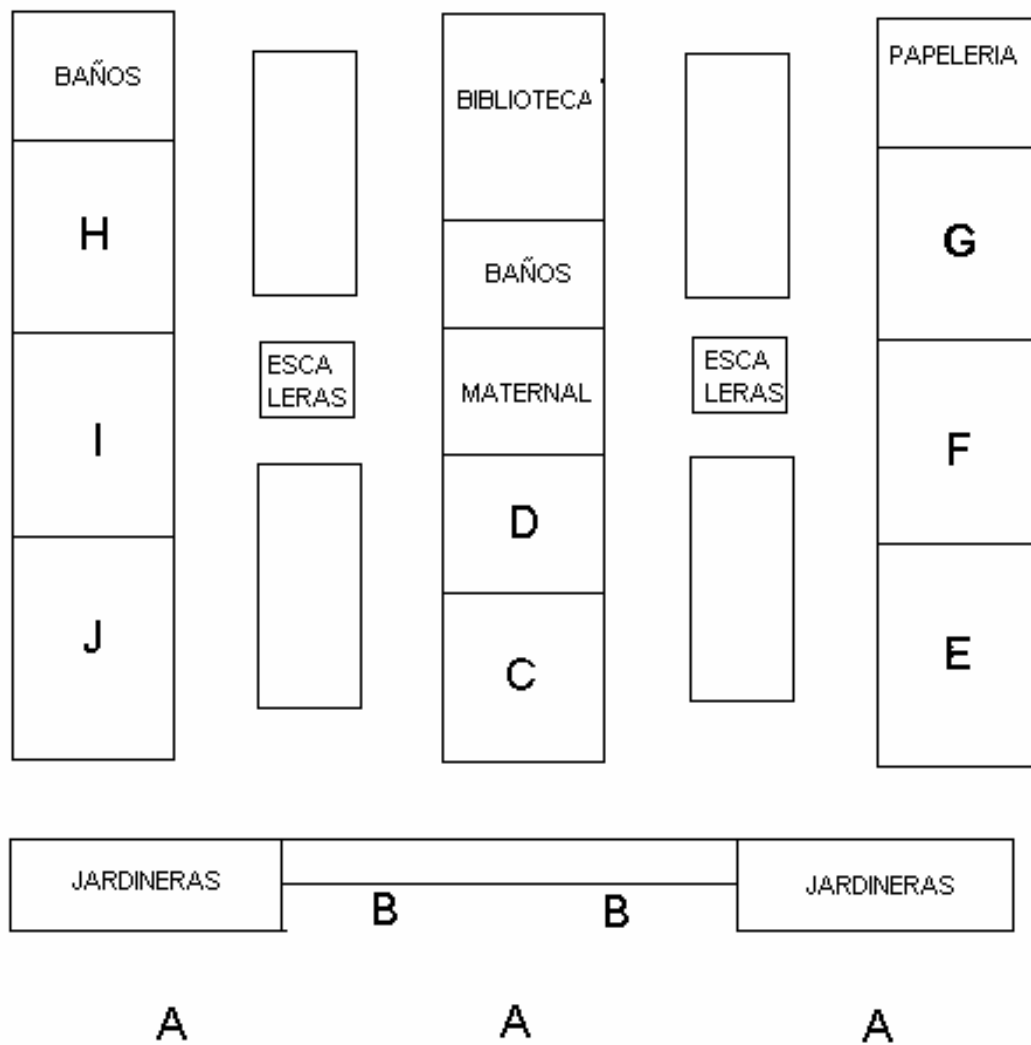 BAÑOS
H
I
J
ESCA
LERAS
BIBLIOTECA
BAÑOS
MATERNAL
D
C
ESCA
LERAS
PAPELERIA
G
F
E
JARDINERAS
B
B
JARDINERAS
A
A
A